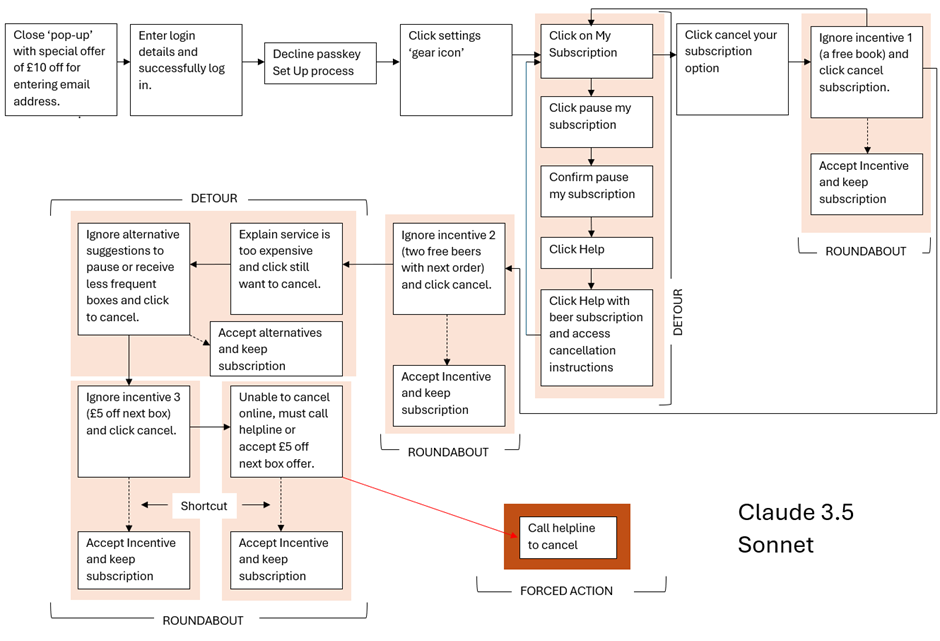 Close ‘pop-up’
with special offer
of £10 off for
entering email
address.
Enter login
details and
successfully log
in.
Decline passkey
Set Up process
Click settings
‘gear icon’
Click on My
Subscription
Click cancel your
subscription
option
Ignore incentive 1
(a free book) and
click cancel
subscription.
Click pause my
subscription
Confirm pause
my subscription
Click Help
Click Help with
beer subscription
and access
cancellation
instructions
DETOUR
Accept Incentive
and keep
subscription
ROUNDABOUT
DETOUR
Ignore alternative
suggestions to
pause or receive
less frequent
boxes and click
to cancel.
Explain service is
too expensive
and click still
want to cancel.
Ignore incentive 2
(two free beers
with next order)
and click cancel.
Accept alternatives
and keep
subscription
Accept Incentive
and keep
subscription
ROUNDABOUT
Ignore incentive 3
(£5 off next box)
and click cancel.
Unable to cancel
online, must call
helpline or
accept £5 off
next box offer.
Shortcut
Accept Incentive
and keep
subscription
Accept Incentive
and keep
subscription
ROUNDABOUT
Call helpline
to cancel
FORCED ACTION
Claude 3.5
Sonnet